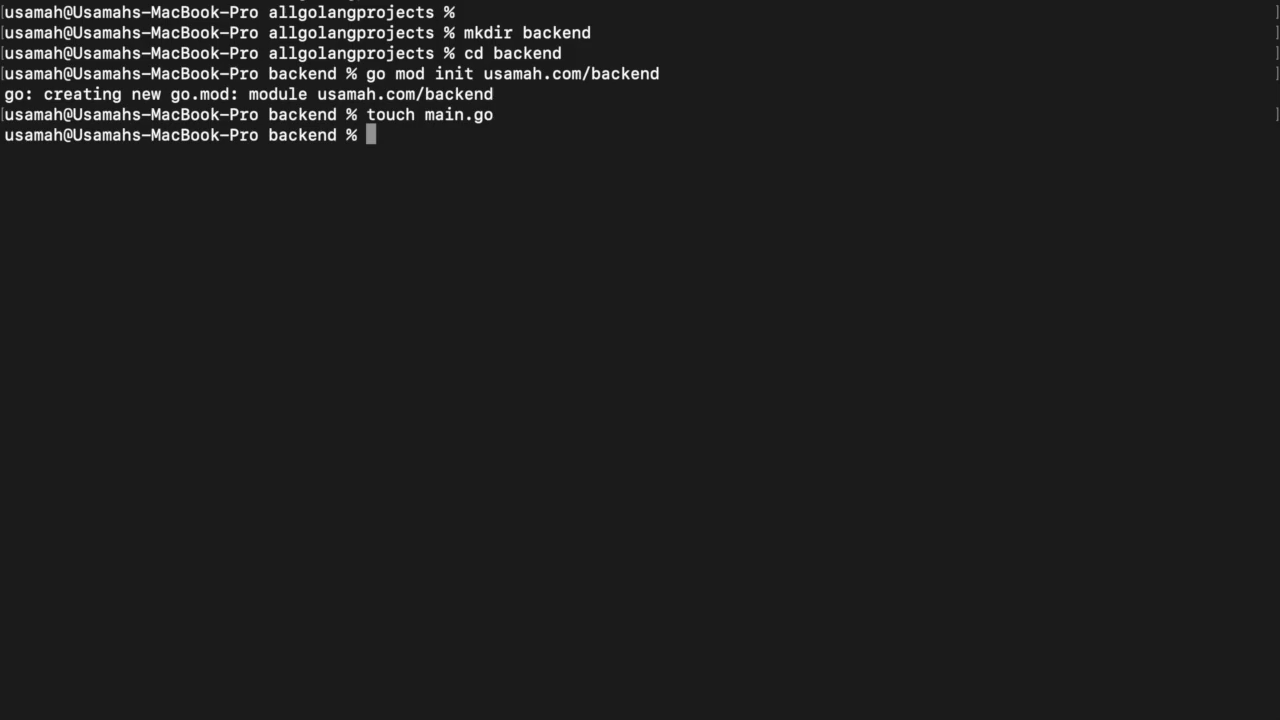 [usamah@Usamahs-MacBook-Pro allgolangprojects % ]
[usamah@Usamahs-MacBook-Pro allgolangprojects % mkdir backend ]
[usamah@Usamahs-MacBook-Pro allgolangprojects % cd backend ]
[usamah@Usamahs-MacBook-Pro backend % go mod init usamah.com/backend ]
go: creating new go.mod: module usamah.com/backend
[usamah@Usamahs-MacBook-Pro backend % touch main.go ]
usamah@Usamahs-MacBook-Pro backend %